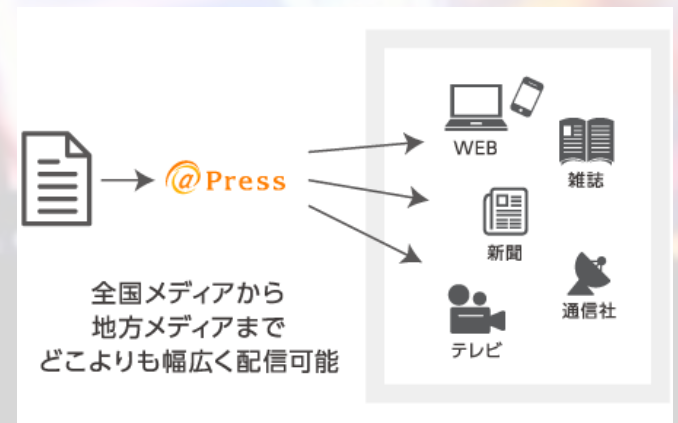 @Press
全国メディアから
地方メディアまで
どこよりも幅広く配信可能
WEB
雑誌
新聞
通信社
テレビ